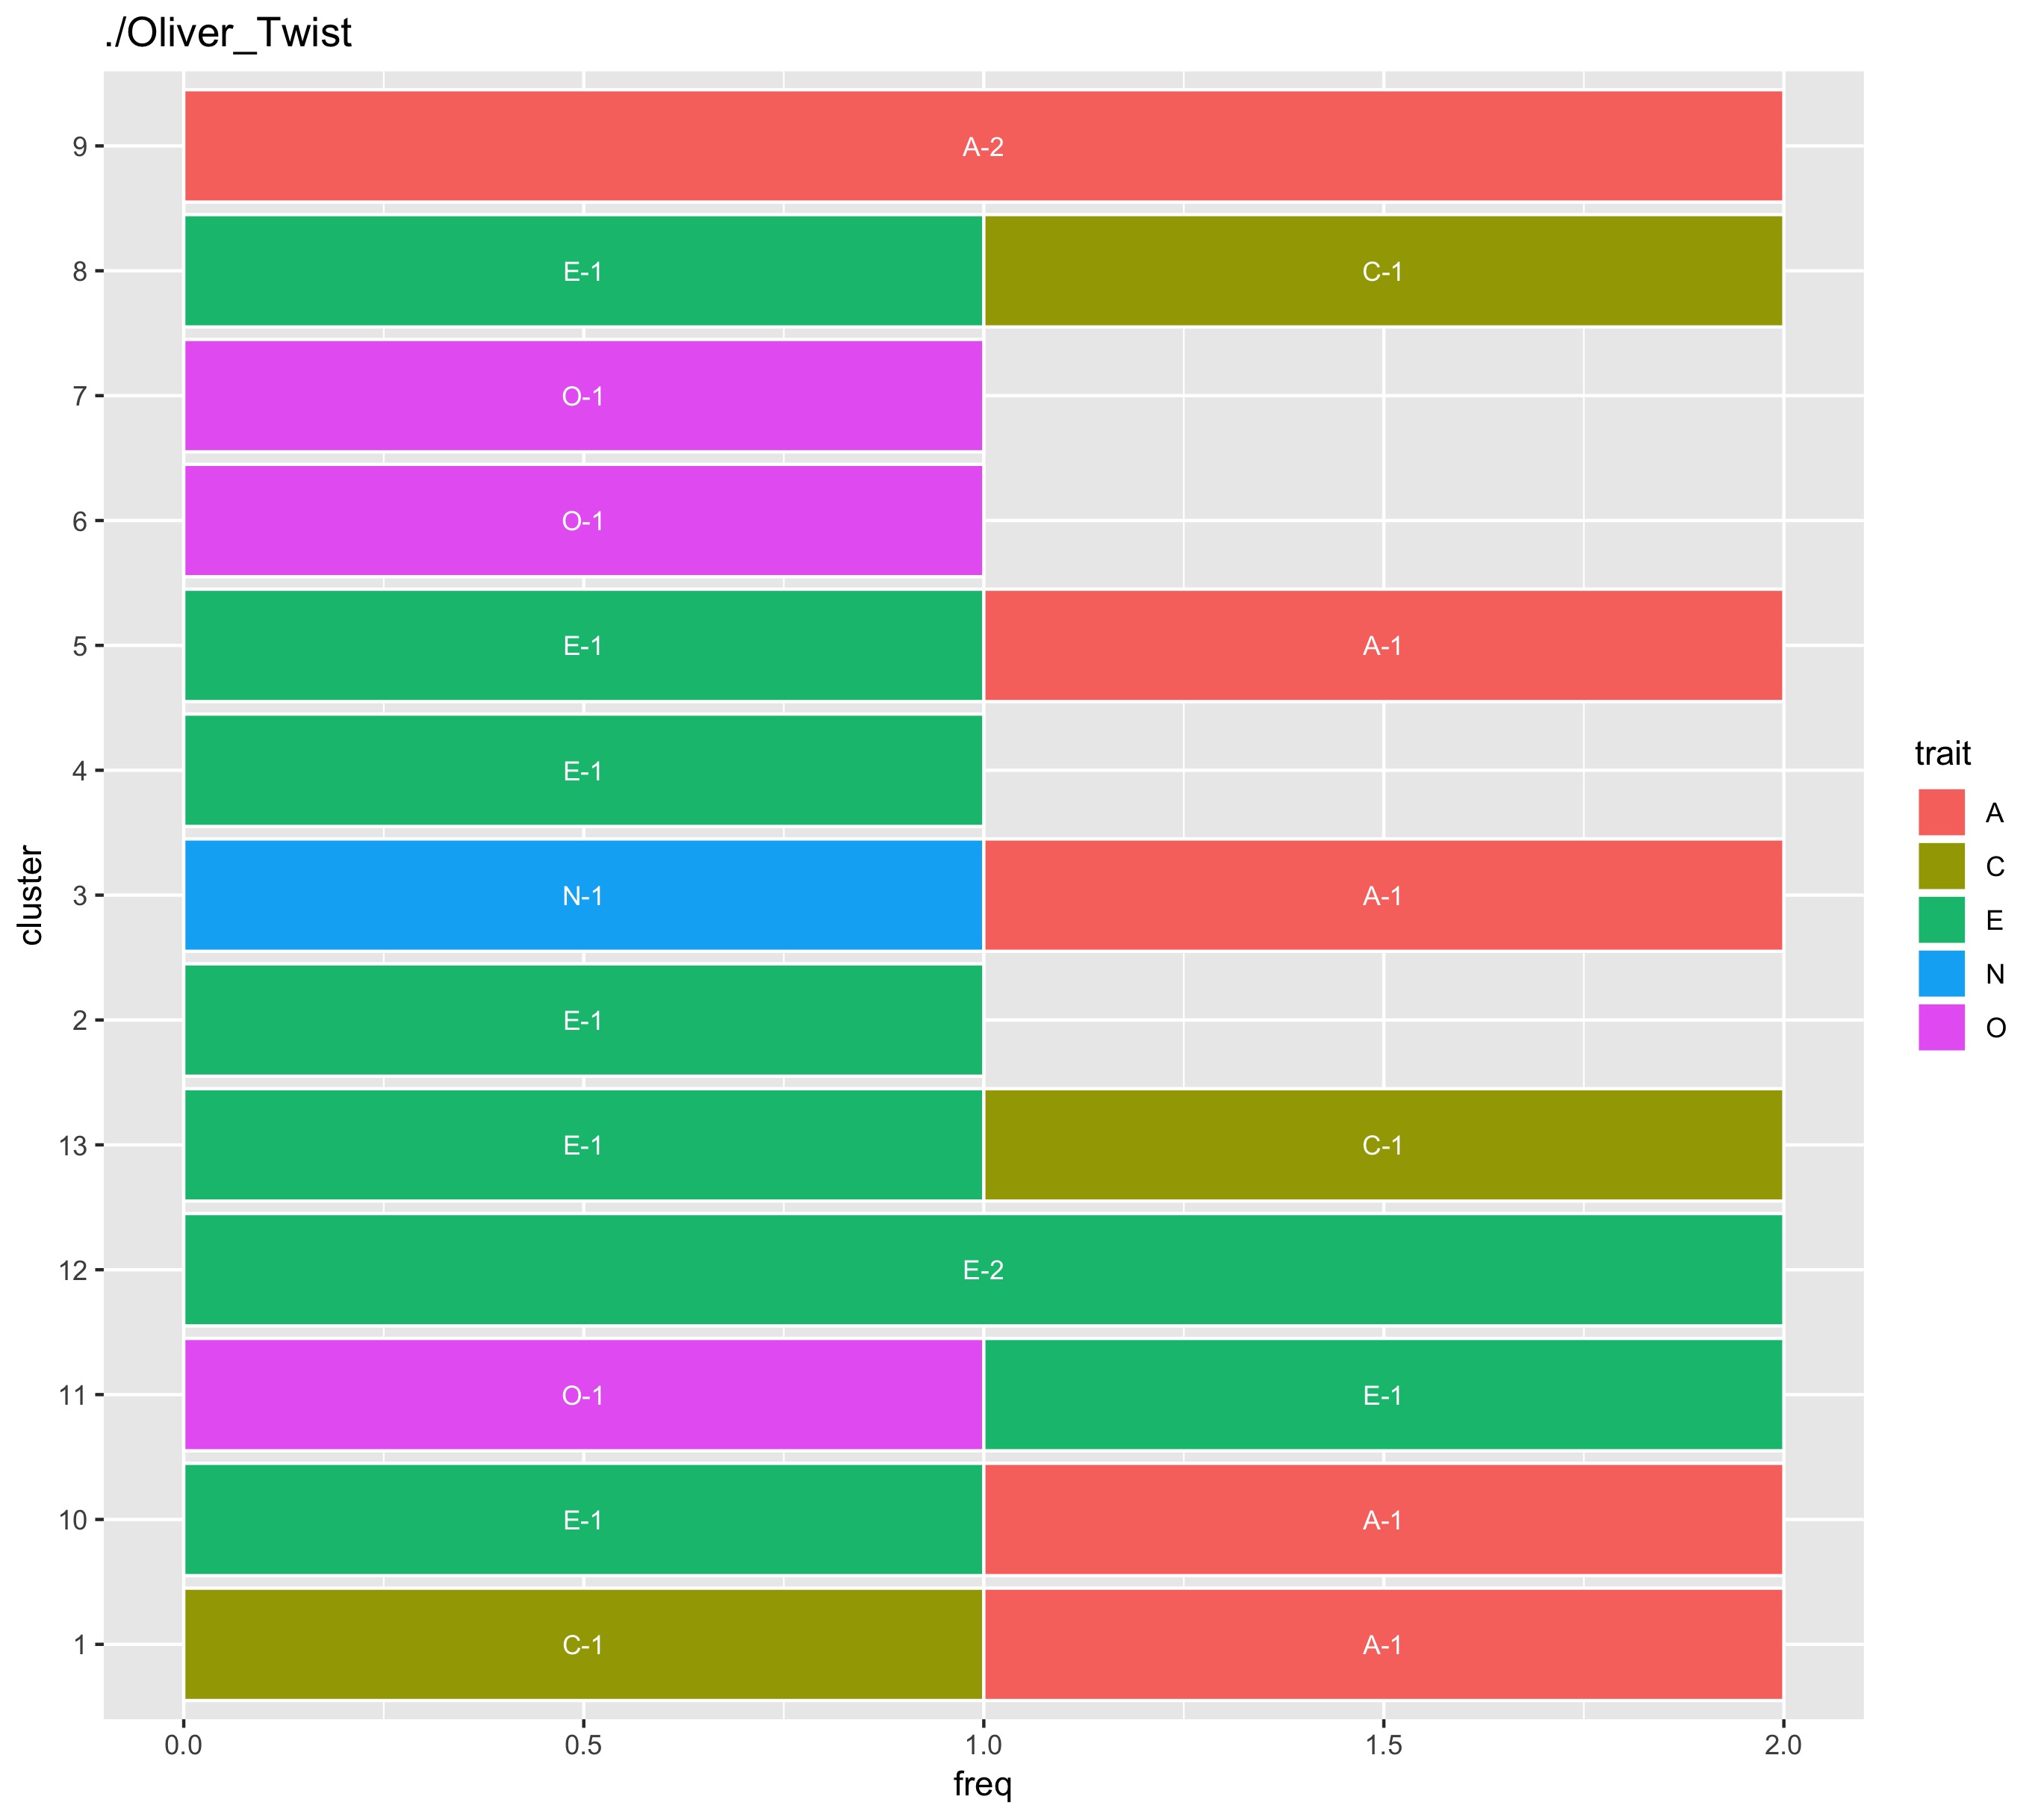 ./Oliver_Twist
9
A-2
8
E-1
C-1
7
O-1
6
O-1
5
E-1
A-1
4
E-1
3
N-1
A-1
2
E-1
13
E-1
C-1
12
E-2
11
O-1
E-1
10
E-1
A-1
1
C-1
A-1
cluster
0.0
0.5
1.0
1.5
2.0
freq
trait
A
C
E
N
O